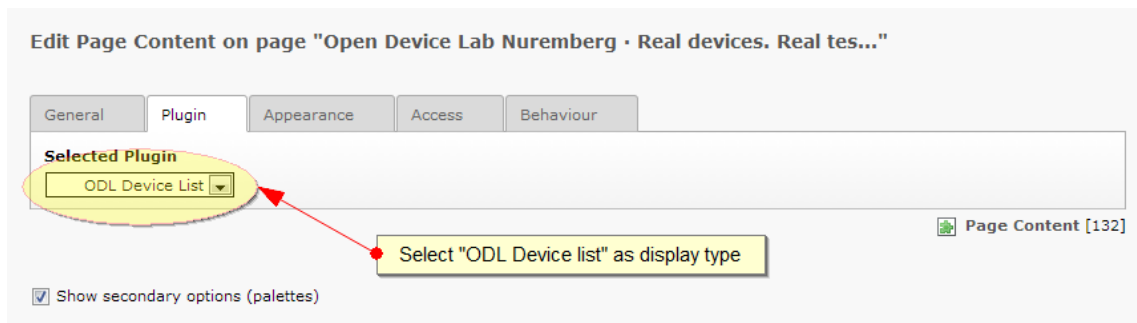 Edit Page Content on page "Open Device Lab Nuremberg · Real devices. Real tes..."
General Plugin Appearance Access Behaviour
Selected Plugin
ODL Device List
Page Content [132]
Select "ODL Device list" as display type
Show secondary options (palettes)